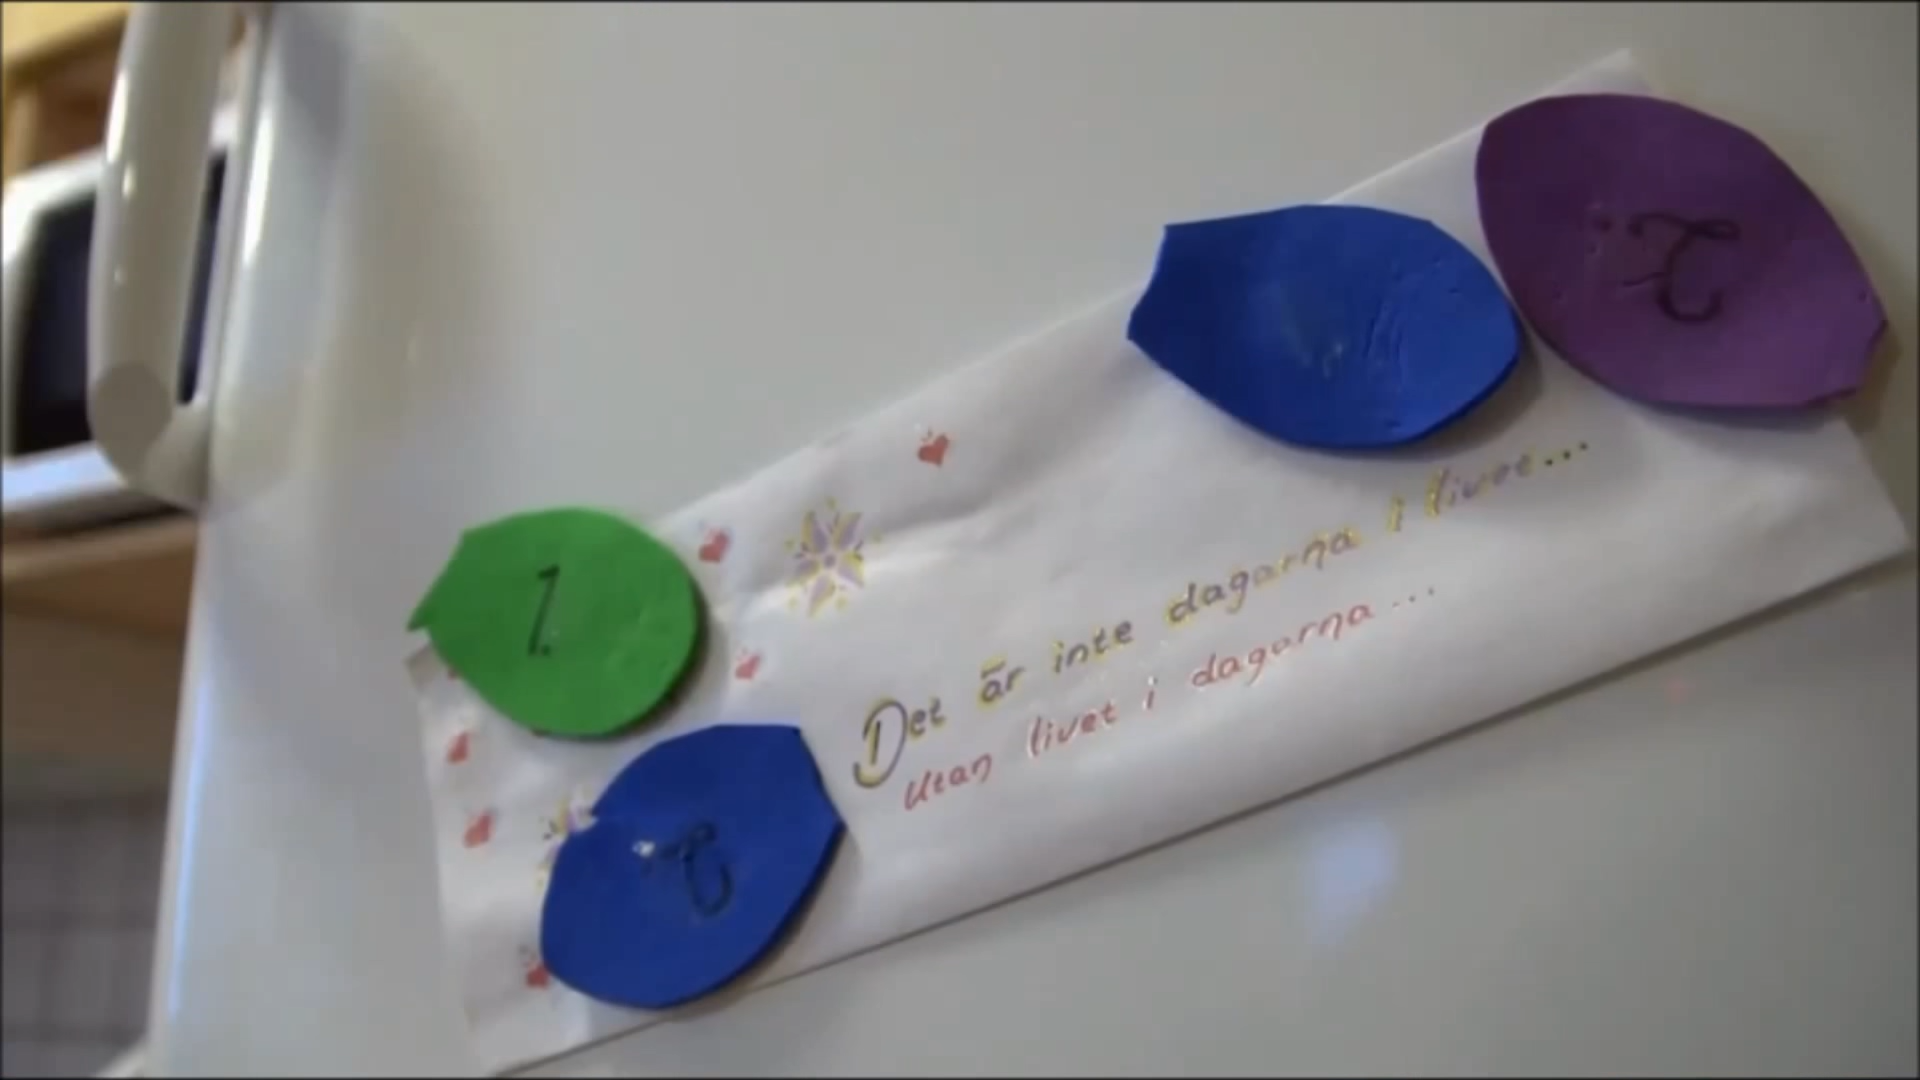 Det är inte dagarna i livet...
Utan livet i dagarna...